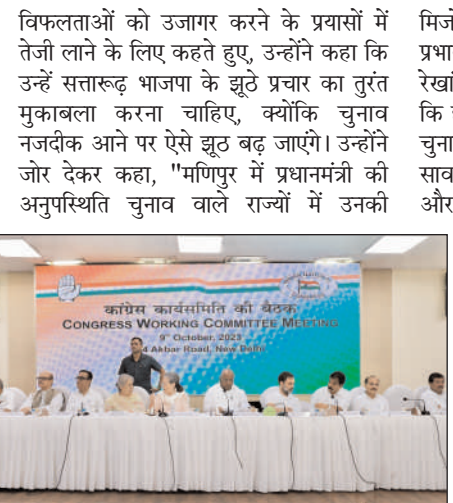 विफलताओं को उजागर करने के प्रयासों में
तेजी लाने के लिए कहते हुए, उन्होंने कहा कि
उन्हें सत्तारूढ़ भाजपा के झूठे प्रचार का तुरंत
मुकाबला करना चाहिए, क्योंकि चुनाव
नजदीक आने पर ऐसे झूठ बढ़ जाएंगे। उन्होंने
जोर देकर कहा, "मणिपुर में प्रधानमंत्री की
अनुपस्थिति चुनाव वाले राज्यों में उनकी
मिजो
प्रभा
रेखां
कि
चुना
साव
और
कांग्रेस कार्यसमिति की बैठक
CONGRESS WORKING COMMITTEE MEETING
9th October, 2023
4 Akbar Road, New Delhi